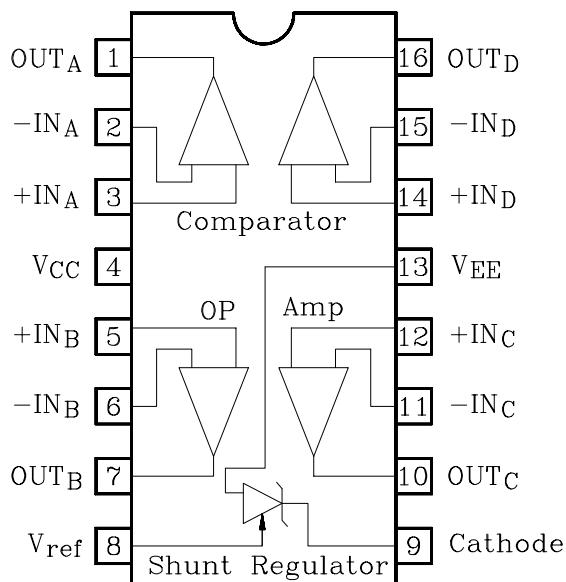 OUTA 1 16 OUTD
−INA 2 15 −IND
+INA 3 14 +IND
Comparator
VCC 4 13 VEE
OP Amp
+INB 5 12 +INC
−INB 6 11 −INC
OUTB 7 10 OUTC
Vref 8 9 Cathode
Shunt Regulator